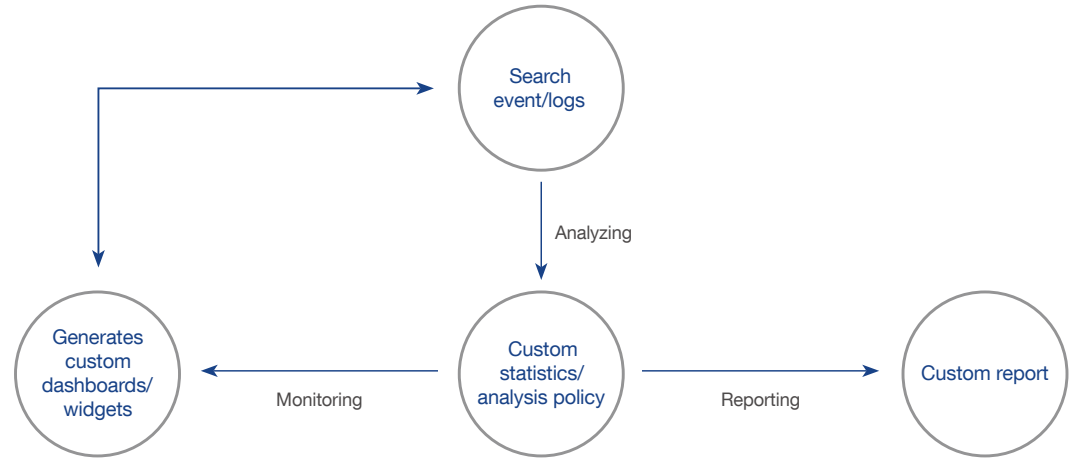 Search
event/logs
Analyzing
Generates
custom
dashboards/
widgets
Monitoring
Custom
statistics/
analysis policy
Reporting
Custom report